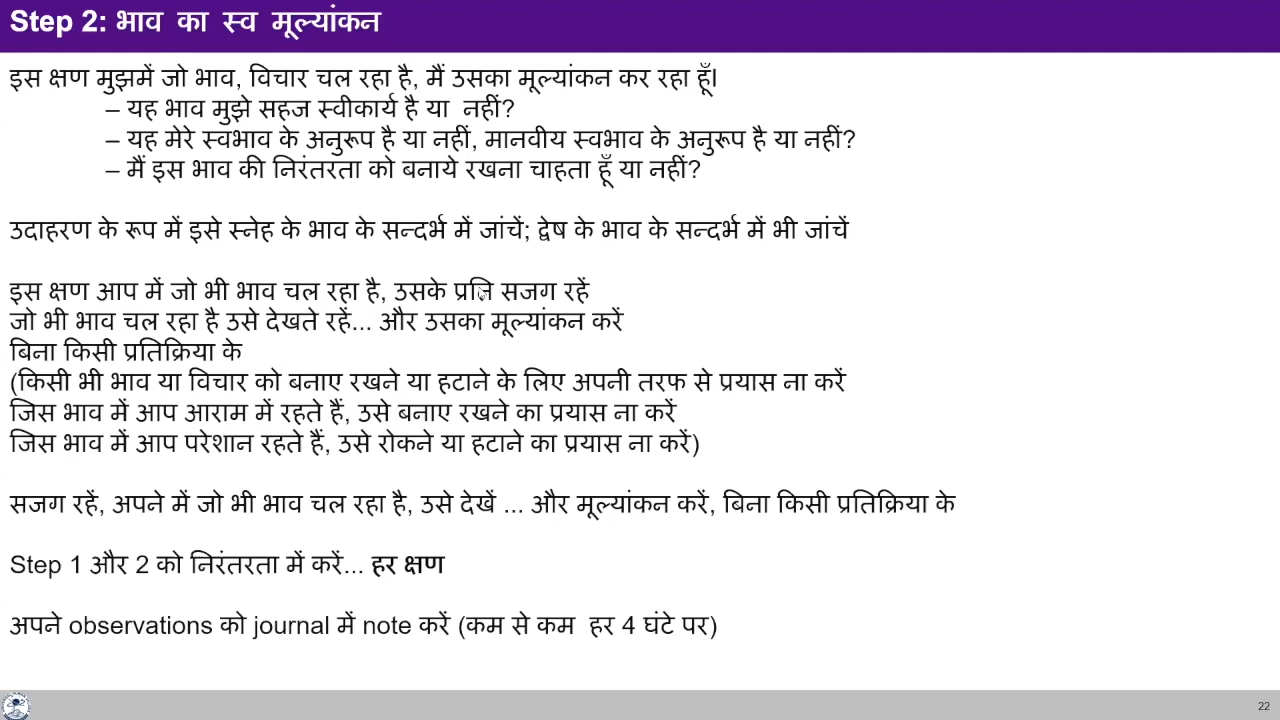 Step 2: भाव का स्व मूल्यांकन
इस क्षण मुझमें जो भाव, विचार चल रहा है, मैं उसका मूल्यांकन कर रहा हूँ।
– यह भाव मुझे सहज स्वीकार्य है या नहीं?
– यह मेरे स्वभाव के अनुरूप है या नहीं, मानवीय स्वभाव के अनुरूप है या नहीं?
– मैं इस भाव की निरंतरता को बनाये रखना चाहता हूँ या नहीं?
उदाहरण के रूप में इसे स्नेह के भाव के सन्दर्भ में जांचें; द्वेष के भाव के सन्दर्भ में भी जांचें
इस क्षण आप में जो भी भाव चल रहा है, उसके प्रति सजग रहें
जो भी भाव चल रहा है उसे देखते रहें... और उसका मूल्यांकन करें
बिना किसी प्रतिक्रिया के
(किसी भी भाव या विचार को बनाए रखने या हटाने के लिए अपनी तरफ से प्रयास ना करें
जिस भाव में आप आराम में रहते हैं, उसे बनाए रखने का प्रयास ना करें
जिस भाव में आप परेशान रहते हैं, उसे रोकने या हटाने का प्रयास ना करें)
सजग रहें, अपने में जो भी भाव चल रहा है, उसे देखें ... और मूल्यांकन करें, बिना किसी प्रतिक्रिया के
Step 1 और 2 को निरंतरता में करें... हर क्षण
अपने observations को journal में note करें (कम से कम हर 4 घंटे पर)
22